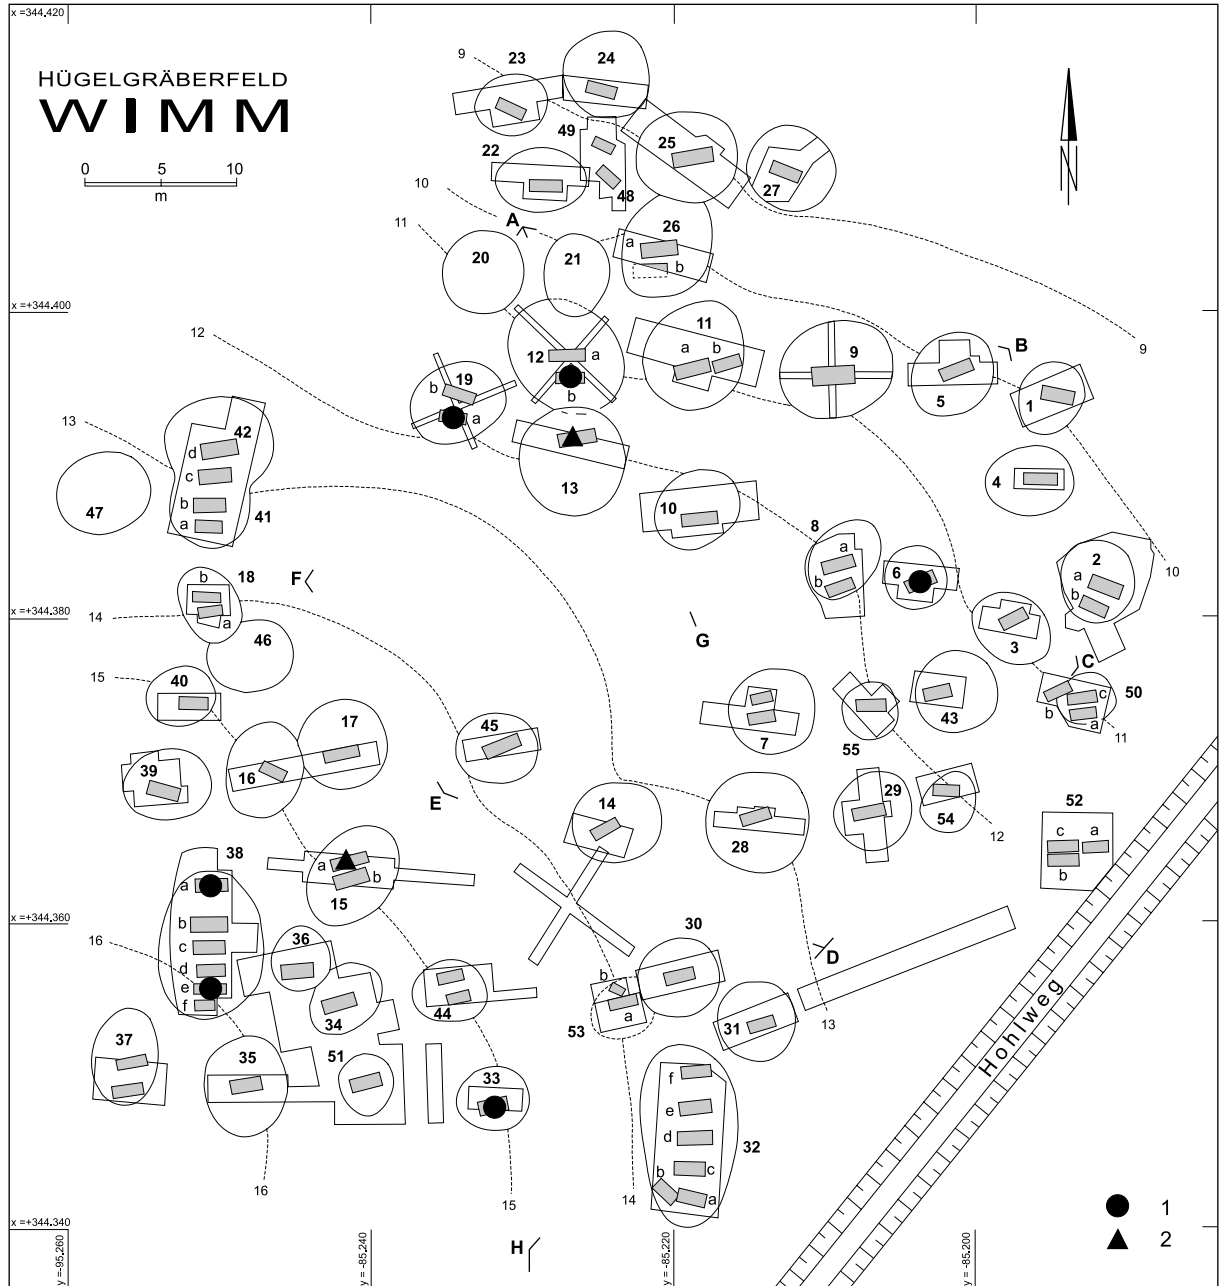 x =344.420
HÜGELGRÄBERFELD
WIMM
0 5 10
m
9
23
24
49
25
22
27
48
10
11
A
26
a
b
20
21
N
x =+344.400
12
11
a
b
12
a
b
9
B
5
1
9
19
b
a
13
42
d
c
b
a
41
47
13
10
4
8
a
b
6
2
a
b
10
18
b
a
F
14
46
G
3
x =+344.380
15
40
C
50
c
b
a
11
43
55
7
17
16
45
39
E
14
28
29
54
12
52
c
a
b
38
a
b
c
d
e
f
a
b
15
x =+344.360
16
36
30
D
34
44
b
a
53
31
13
37
35
51
33
f
e
d
c
b
a
32
Hohlweg
16
15
14
1
2
x =+344.340
H
y =-95.260
y =-85.240
y =-85.220
y =-85.200